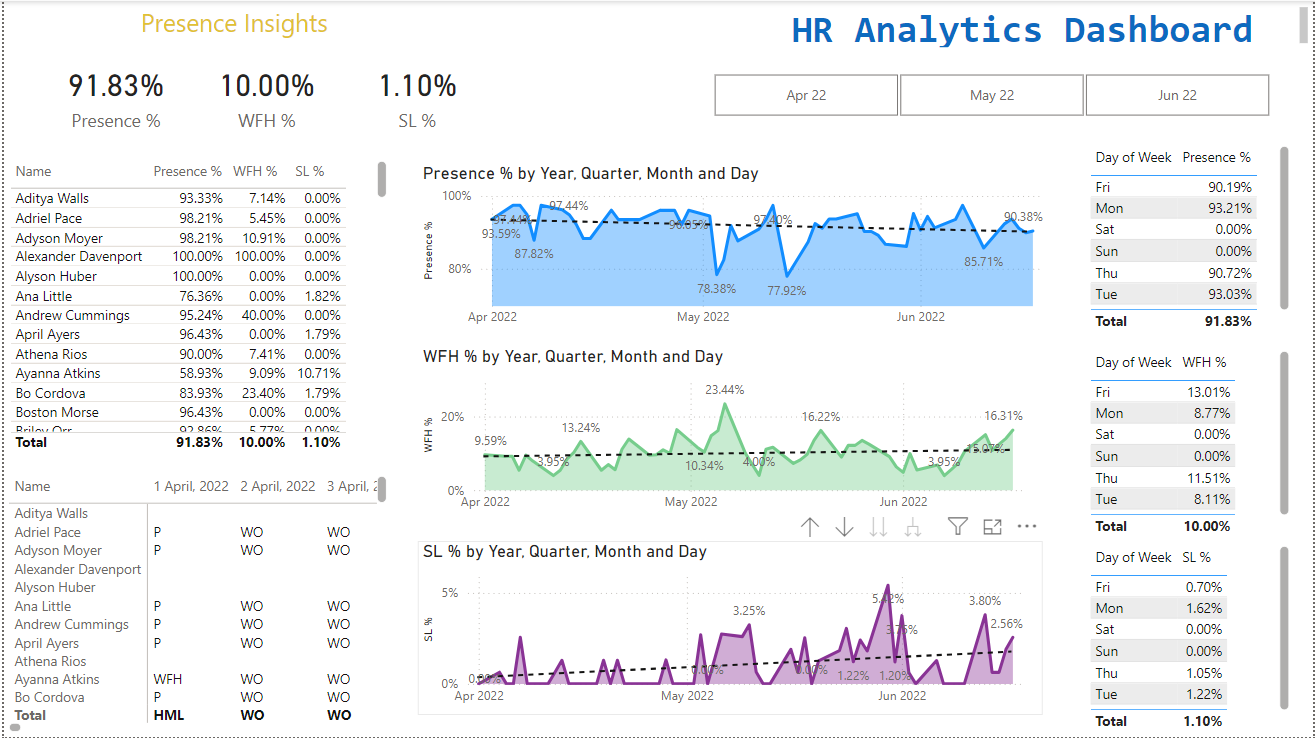 Presence Insights
HR Analytics Dashboard
91.83% 10.00% 1.10%
Presence % WFH % SL %
Apr 22 May 22 Jun 22
Name Presence % WFH % SL %
Aditya Walls 93.33% 7.14% 0.00%
Adriel Pace 98.21% 5.45% 0.00%
Adyson Moyer 98.21% 10.91% 0.00%
Alexander Davenport 100.00% 100.00% 0.00%
Alyson Huber 100.00% 0.00% 0.00%
Ana Little 76.36% 0.00% 1.82%
Andrew Cummings 95.24% 40.00% 0.00%
April Ayers 96.43% 0.00% 1.79%
Athena Rios 90.00% 7.41% 0.00%
Ayanna Atkins 58.93% 9.09% 10.71%
Bo Cordova 83.93% 23.40% 1.79%
Boston Morse 96.43% 0.00% 0.00%
Briley Orr 92.86% 5.77% 0.00%
Total 91.83% 10.00% 1.10%
Name 1 April, 2022 2 April, 2022 3 April,
Aditya Walls
Adriel Pace P WO WO
Adyson Moyer P WO WO
Alexander Davenport
Alyson Huber
Ana Little P WO WO
Andrew Cummings P WO WO
April Ayers P WO WO
Athena Rios
Ayanna Atkins WFH WO WO
Bo Cordova P WO WO
Total HML WO WO
Presence % by Year, Quarter, Month and Day
Presence %
100%
80%
97.44% 97.44% 97.40% 90.38%
93.59% 96.05%
87.82% 85.71%
78.38% 77.92%
Apr 2022 May 2022 Jun 2022
WFH % by Year, Quarter, Month and Day
WFH %
20%
0%
23.44%
13.24% 16.22% 16.31%
9.59% 15.07%
3.95% 10.34% 4.00% 3.95%
Apr 2022 May 2022 Jun 2022
SL % by Year, Quarter, Month and Day
SL %
5%
0%
3.25% 5.42% 3.80%
2.56%
0.00% 0.00% 0.00% 1.22% 1.20%
Apr 2022 May 2022 Jun 2022
Day of Week Presence %
Fri 90.19%
Mon 93.21%
Sat 0.00%
Sun 0.00%
Thu 90.72%
Tue 93.03%
Total 91.83%
Day of Week WFH %
Fri 13.01%
Mon 8.77%
Sat 0.00%
Sun 0.00%
Thu 11.51%
Tue 8.11%
Total 10.00%
Day of Week SL %
Fri 0.70%
Mon 1.62%
Sat 0.00%
Sun 0.00%
Thu 1.05%
Tue 1.22%
Total 1.10%